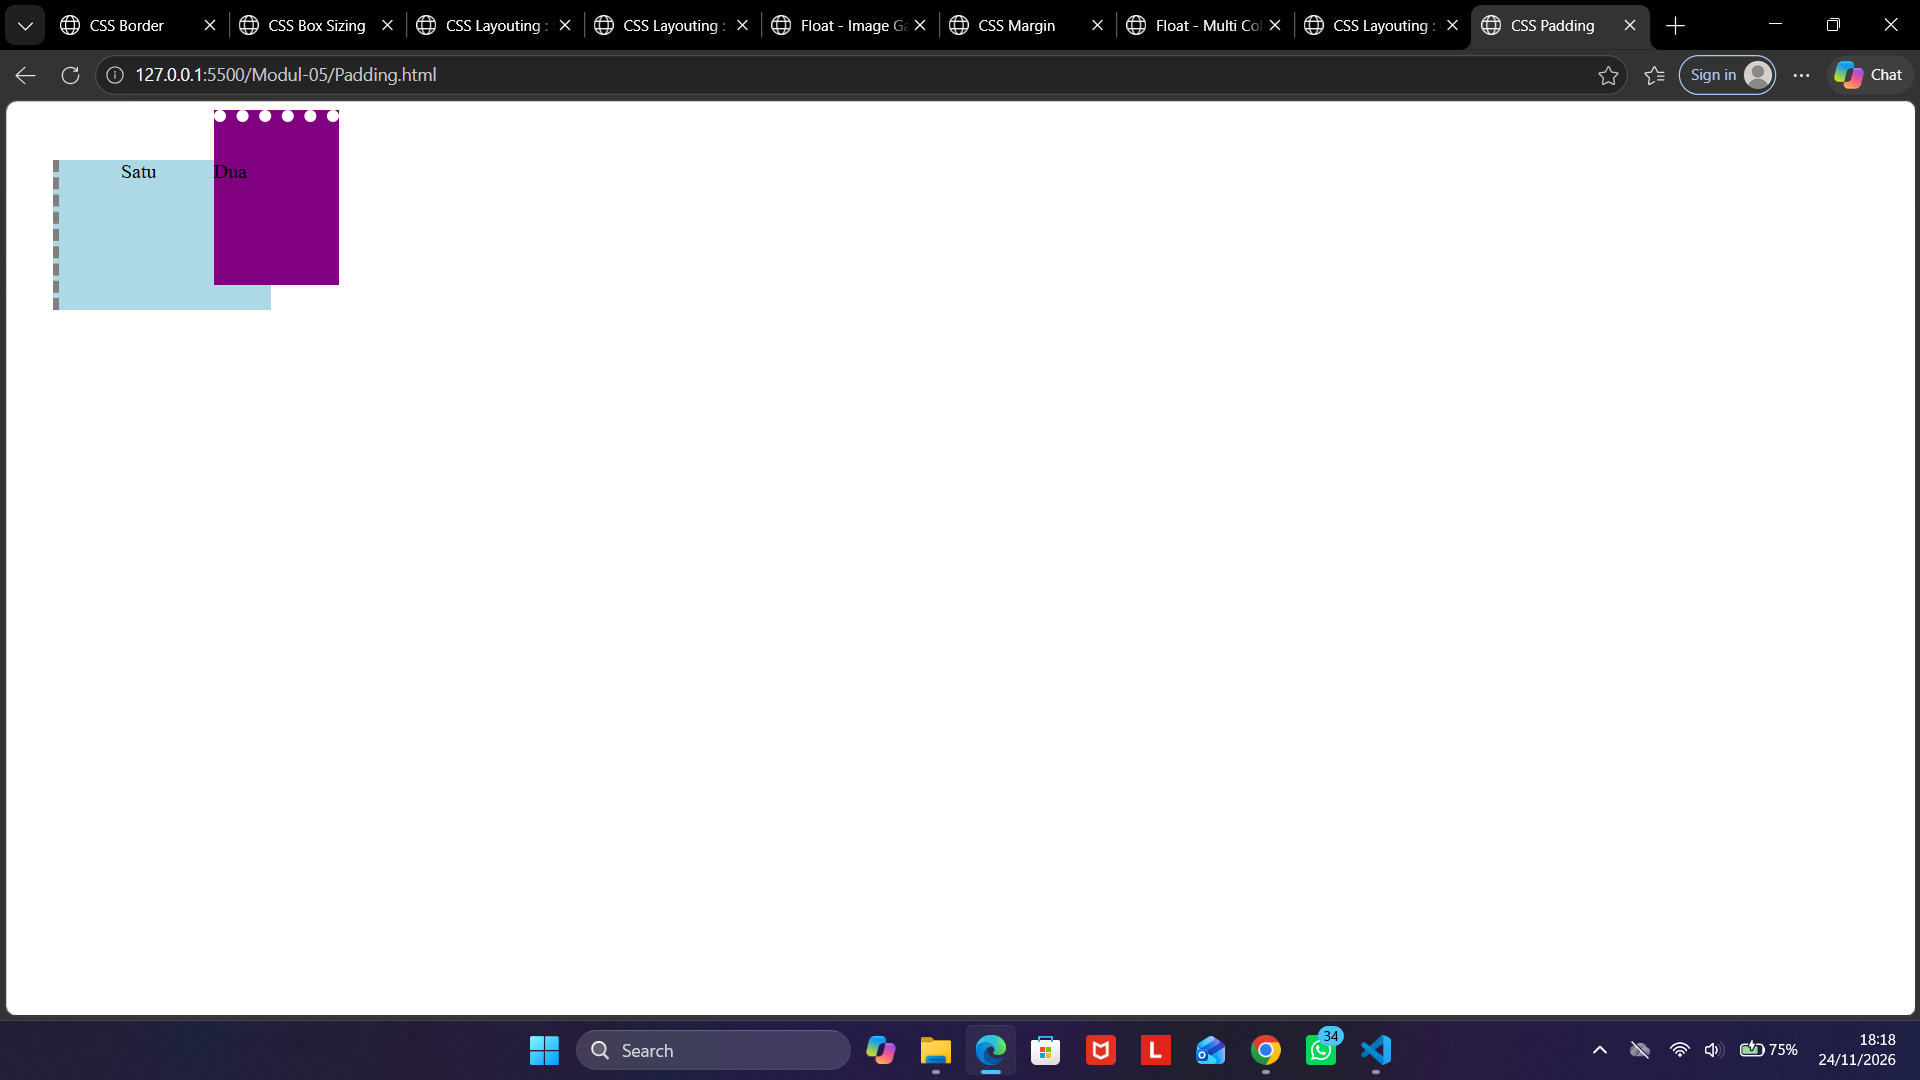 CSS Border
CSS Box Sizing
CSS Layouting :
CSS Layouting :
Float - Image Ga
CSS Margin
Float - Multi Col
CSS Layouting :
CSS Padding
127.0.0.1:5500/Modul-05/Padding.html
Sign in
Chat
Satu
Dua
Search
34
75%
18:18
24/11/2026